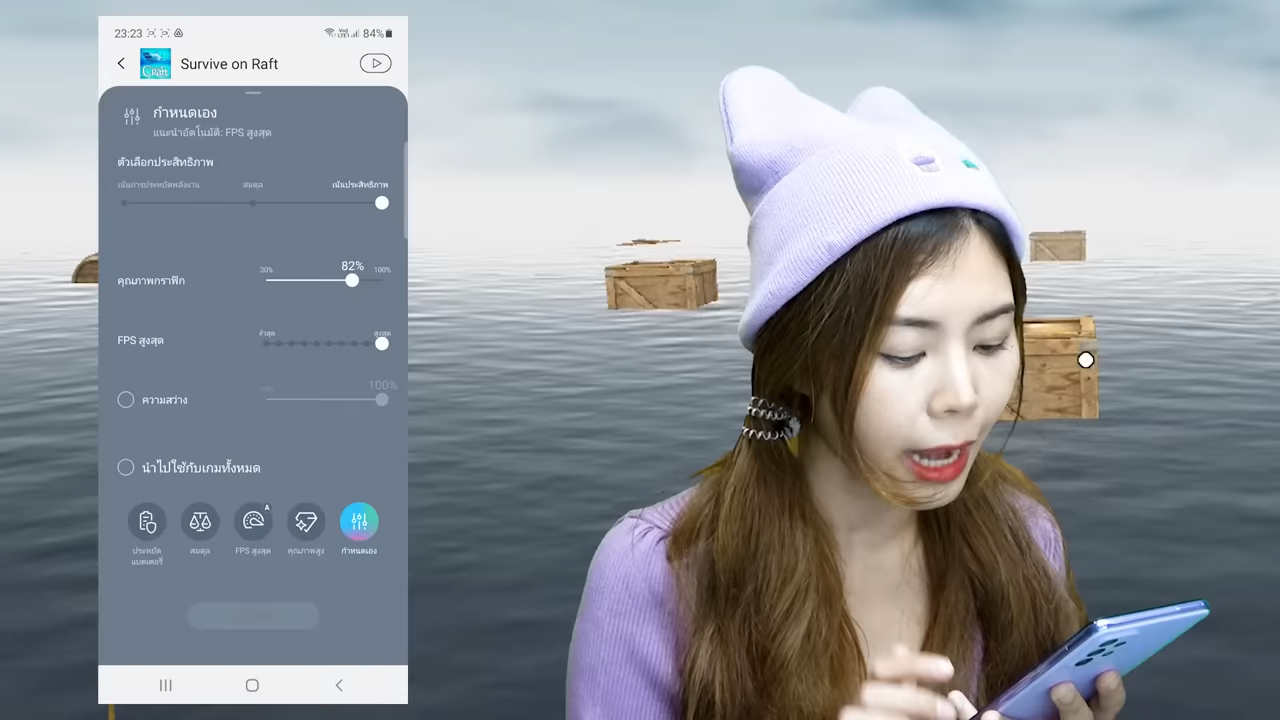 23:23
84%
Craft
Survive on Raft
กำหนดเอง
แนะนำอัตโนมัติ: FPS สูงสุด
ตัวเลือกประสิทธิภาพ
เน้นการประหยัดพลังงาน สมดุล เน้นประสิทธิภาพ
30% 82% 100%
คุณภาพกราฟิก
ต่ำสุด สูงสุด
FPS สูงสุด
100%
ความสว่าง
นำไปใช้กับเกมทั้งหมด
A
ประหยัด สมดุล FPS สูงสุด คุณภาพสูง กำหนดเอง
แบตเตอรี่